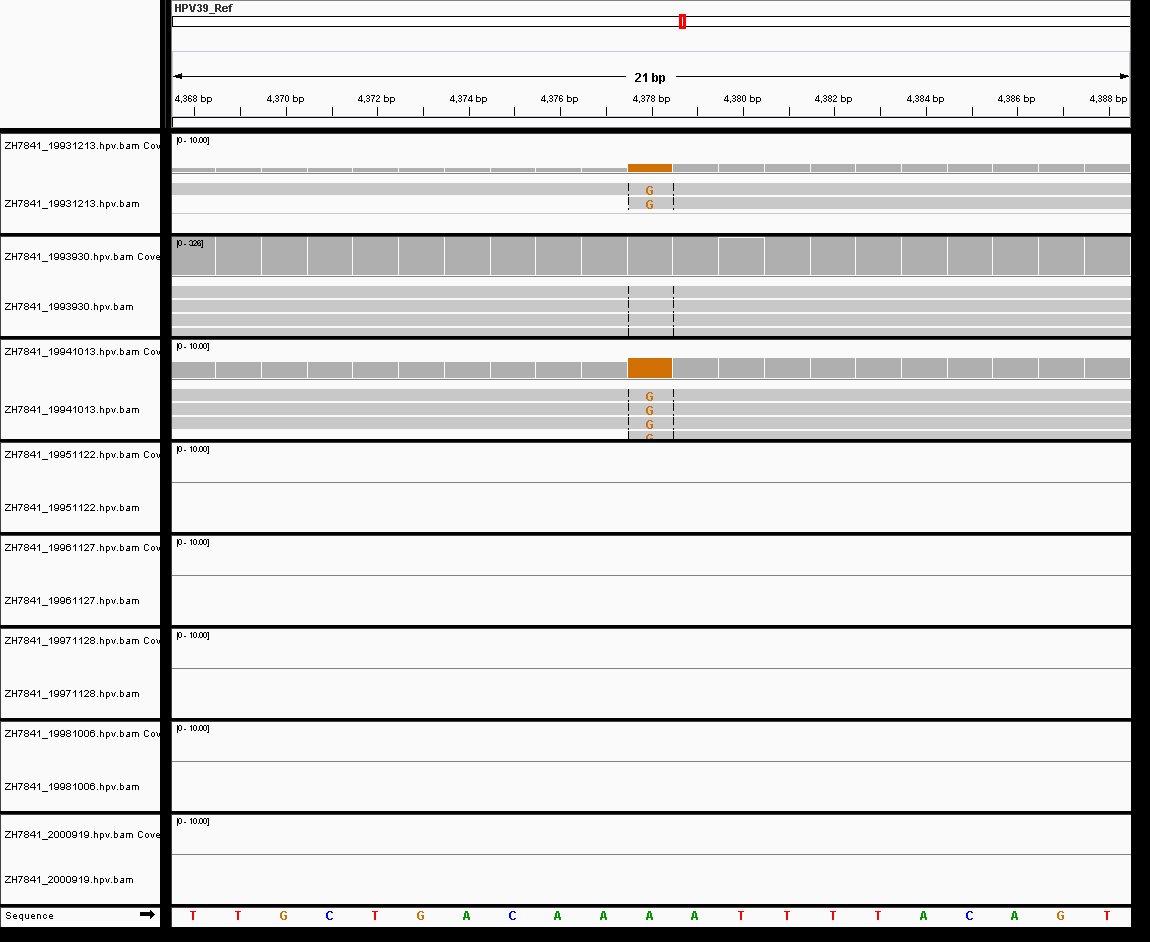 HPV39_Ref
21 bp
4,368 bp 4,370 bp 4,372 bp 4,374 bp 4,376 bp 4,378 bp 4,380 bp 4,382 bp 4,384 bp 4,386 bp 4,388 bp
[0 - 10.00]
ZH7841_19931213.hpv.bam Cov
G
ZH7841_19931213.hpv.bam
G
[0 - 326]
ZH7841_1993930.hpv.bam Cove
ZH7841_1993930.hpv.bam
[0 - 10.00]
ZH7841_19941013.hpv.bam Cov
G
ZH7841_19941013.hpv.bam
G
G
G
[0 - 10.00]
ZH7841_19951122.hpv.bam Cov
ZH7841_19951122.hpv.bam
[0 - 10.00]
ZH7841_19961127.hpv.bam Cov
ZH7841_19961127.hpv.bam
[0 - 10.00]
ZH7841_19971128.hpv.bam Cov
ZH7841_19971128.hpv.bam
[0 - 10.00]
ZH7841_19981006.hpv.bam Cov
ZH7841_19981006.hpv.bam
[0 - 10.00]
ZH7841_2000919.hpv.bam Cove
ZH7841_2000919.hpv.bam
Sequence T T G C T G A C A A A A T T T T A C A G T